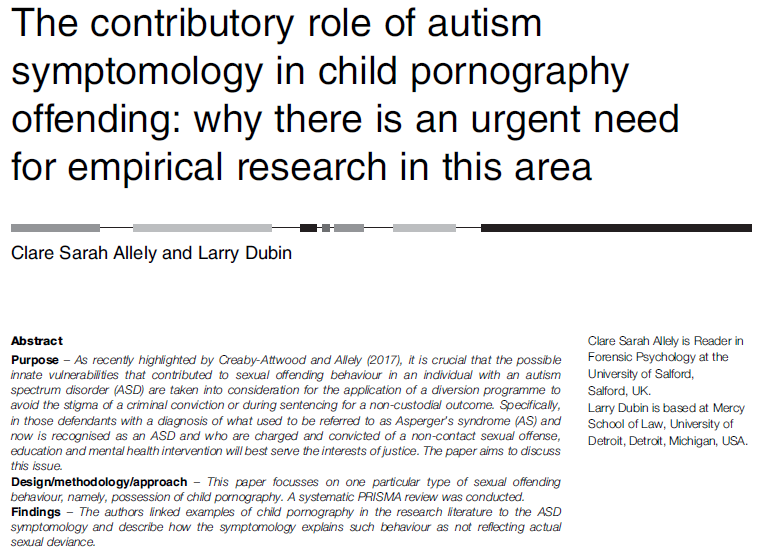 The contributory role of autism
symptomology in child pornography
offending: why there is an urgent need
for empirical research in this area
Clare Sarah Allely and Larry Dubin
Abstract
Purpose – As recently highlighted by Creaby-Attwood and Allely (2017), it is crucial that the possible
innate vulnerabilities that contributed to sexual offending behaviour in an individual with an autism
spectrum disorder (ASD) are taken into consideration for the application of a diversion programme to
avoid the stigma of a criminal conviction or during sentencing for a non-custodial outcome. Specifically,
in those defendants with a diagnosis of what used to be referred to as Asperger's syndrome (AS) and
now is recognised as an ASD and who are charged and convicted of a non-contact sexual offense,
education and mental health intervention will best serve the interests of justice. The paper aims to discuss
this issue.
Design/methodology/approach – This paper focusses on one particular type of sexual offending
behaviour, namely, possession of child pornography. A systematic PRISMA review was conducted.
Findings – The authors linked examples of child pornography in the research literature to the ASD
symptomology and describe how the symptomology explains such behaviour as not reflecting actual
sexual deviance.
Clare Sarah Allely is Reader in
Forensic Psychology at the
University of Salford,
Salford, UK.
Larry Dubin is based at Mercy
School of Law, University of
Detroit, Detroit, Michigan, USA.